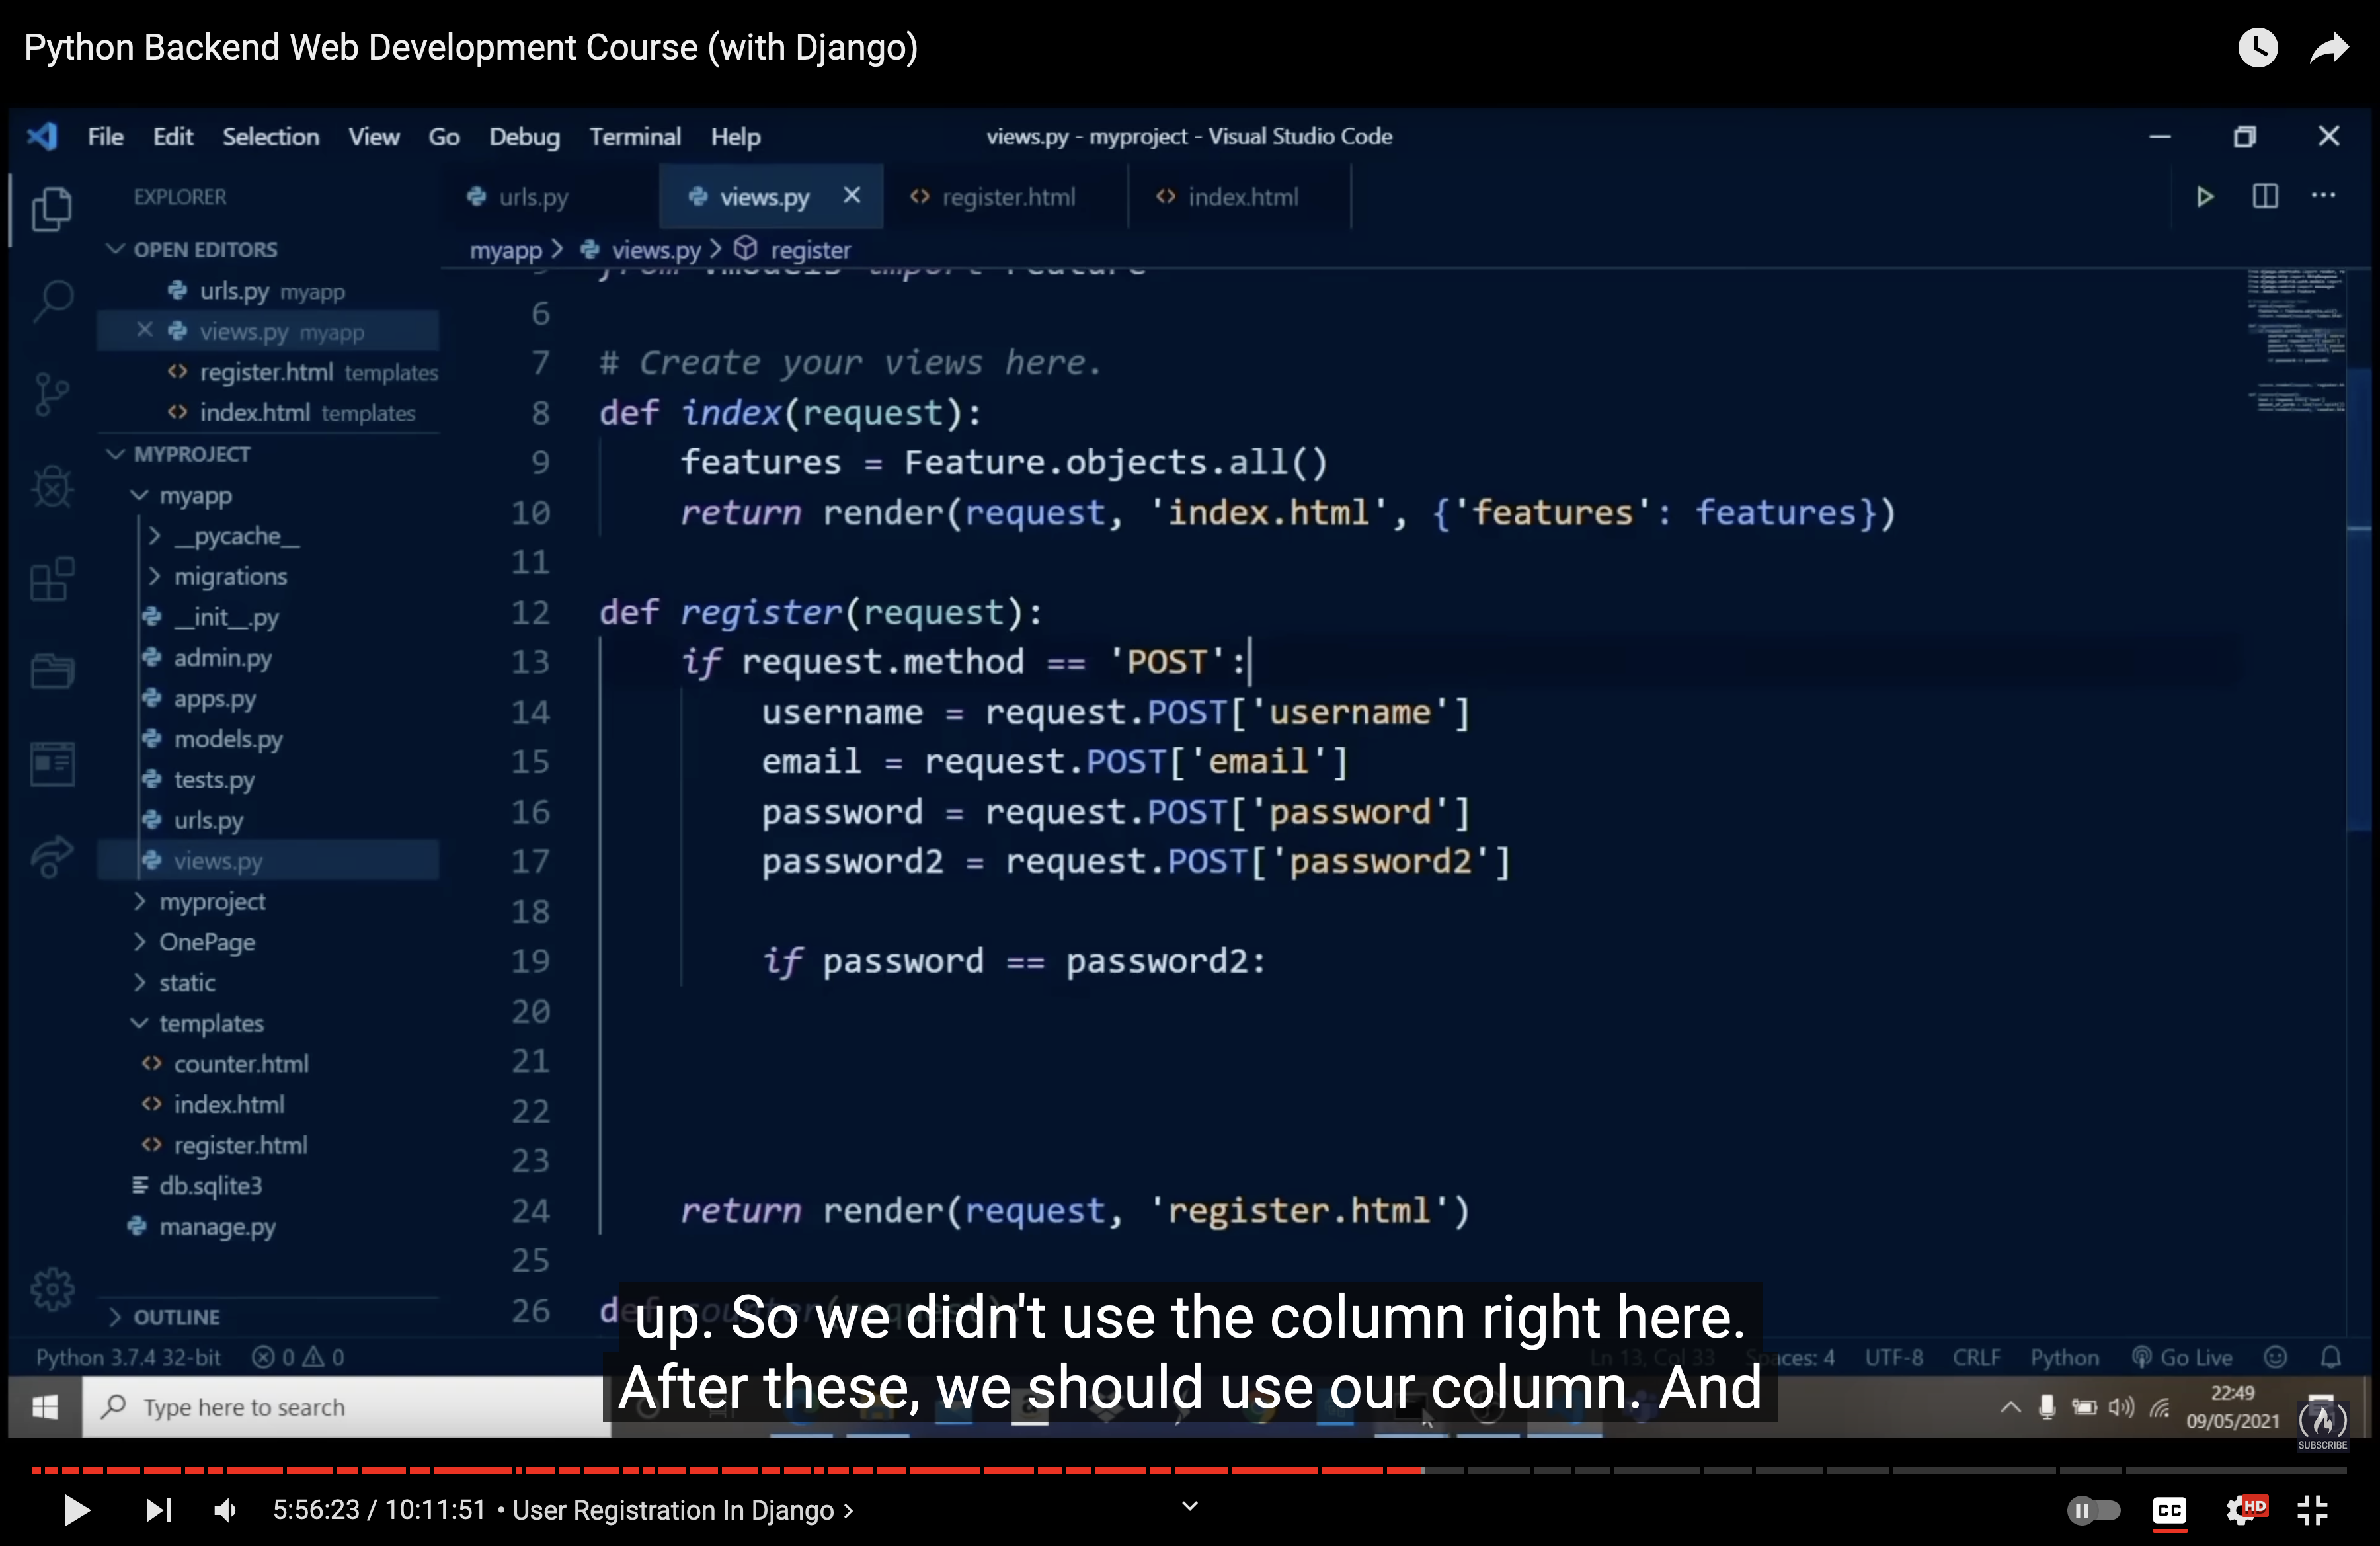 Python Backend Web Development Course (with Django)
File Edit Selection View Go Debug Terminal Help
views.py - myproject - Visual Studio Code
EXPLORER
OPEN EDITORS
urls.py myapp
views.py myapp
register.html templates
index.html templates
MYPROJECT
myapp
__pycache__
migrations
__init__.py
admin.py
apps.py
models.py
tests.py
urls.py
views.py
myproject
OnePage
static
templates
counter.html
index.html
register.html
db.sqlite3
manage.py
OUTLINE
urls.py views.py register.html index.html
myapp > views.py > register
5 from .models import Feature
6
7 # Create your views here.
8 def index(request):
9 features = Feature.objects.all()
10 return render(request, 'index.html', {'features': features})
11
12 def register(request):
13 if request.method == 'POST':
14 username = request.POST['username']
15 email = request.POST['email']
16 password = request.POST['password']
17 password2 = request.POST['password2']
18
19 if password == password2:
20
21
22
23
24 return render(request, 'register.html')
25
26 def counter(request):
up. So we didn't use the column right here.
After these, we should use our column. And
Python 3.7.4 32-bit 0 0 Ln 13, Col 33 Spaces: 4 UTF-8 CRLF Python Go Live
Type here to search
22:49
09/05/2021
SUBSCRIBE
5:56:23 / 10:11:51 • User Registration In Django >
CC HD